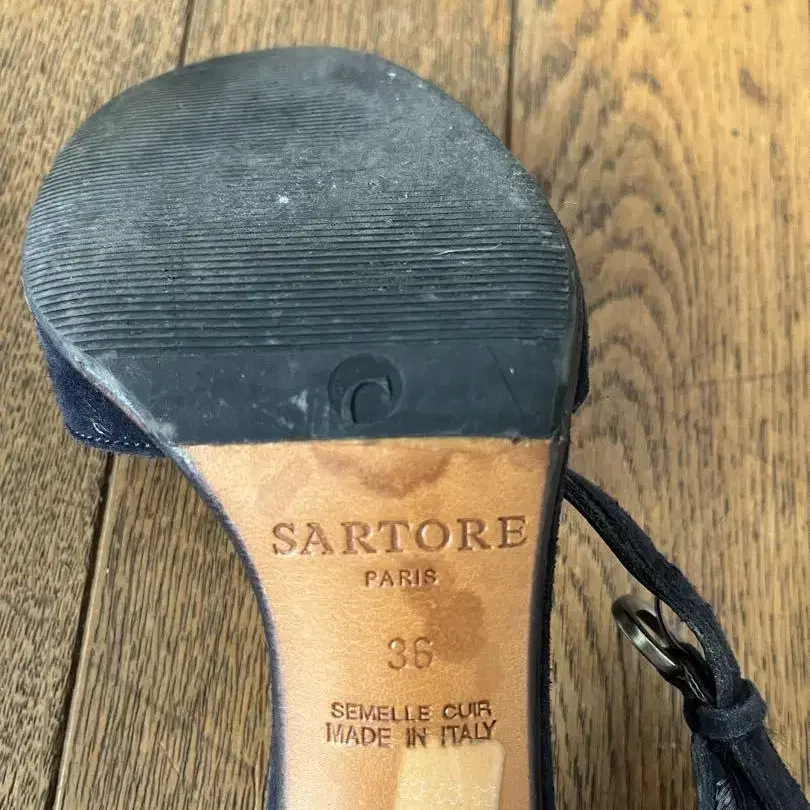 SARTORE
PARIS
36
SEMELLE CUIR
MADE IN ITALY